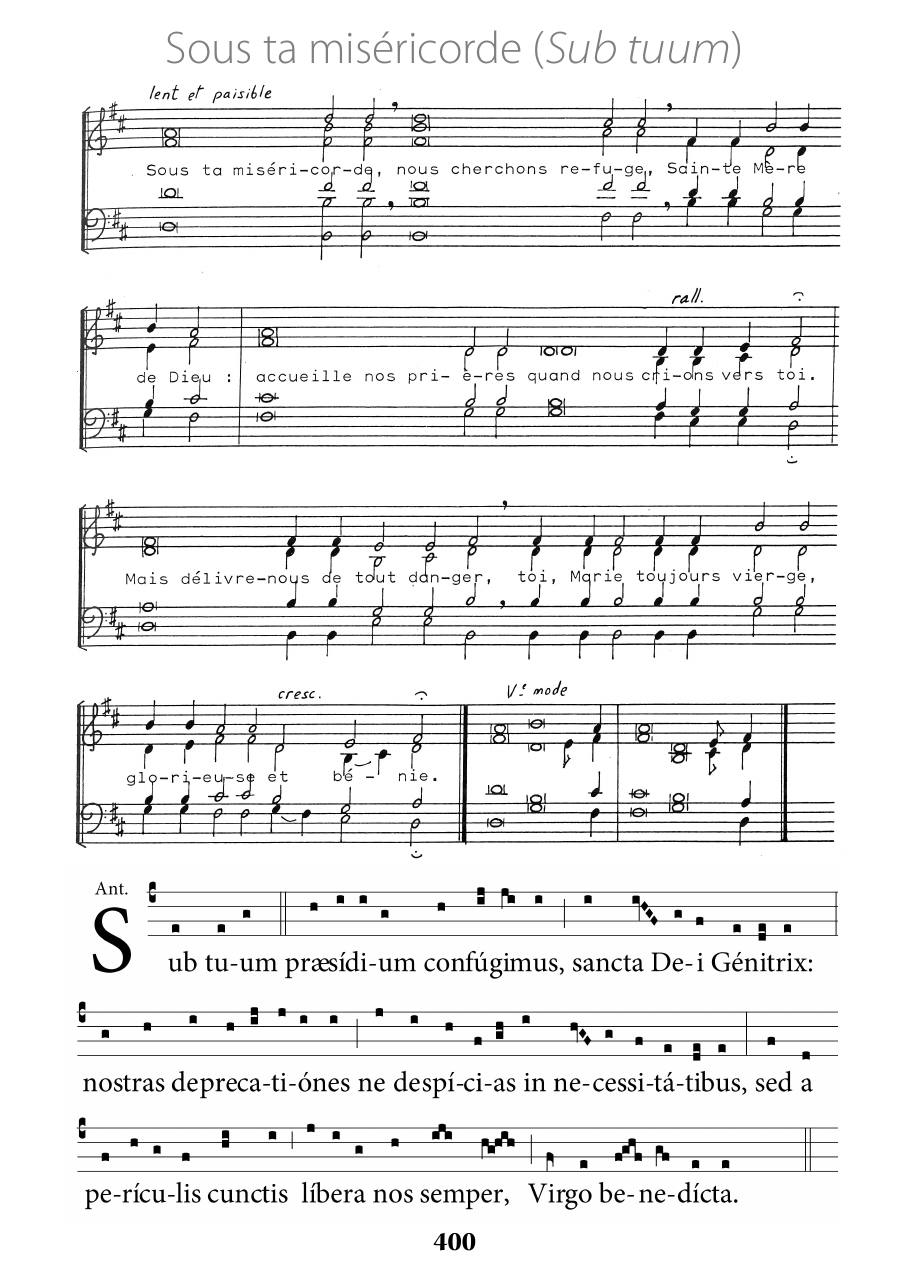 Sous ta miséricorde (Sub tuum)
lent et paisible
Sous ta miséri-cor-de, nous cherchons re-fu-ge, Sain-te Mè-re
rall.
de Dieu : accueille nos pri-è-res quand nous cri-ons vers toi.
Mais délivre-nous de tout dan-ger, toi, Marie toujours vier-ge,
cresc. Ve mode
glo-ri-eu-se et bé - nie.
Ant.
Sub tu-um præsídi-um confúgimus, sancta De-i Génitrix:
nostras depreca-ti-ónes ne despí-ci-as in ne-cessi-tá-tibus, sed a
pe-rícu-lis cunctis líbera nos semper, Virgo be-ne-dícta.
400